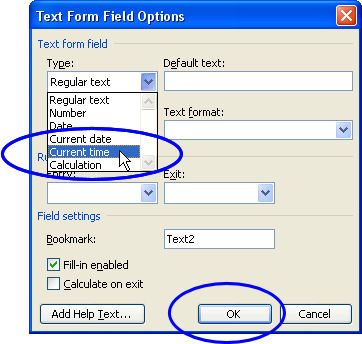 Text Form Field Options
Text form field
Type:
Default text:
Regular text
Regular text
Number
Date
Text format:
Current date
Current time
Calculation
Entry:
Exit:
Field settings
Bookmark:
Text2
Fill-in enabled
Calculate on exit
Add Help Text...
OK
Cancel